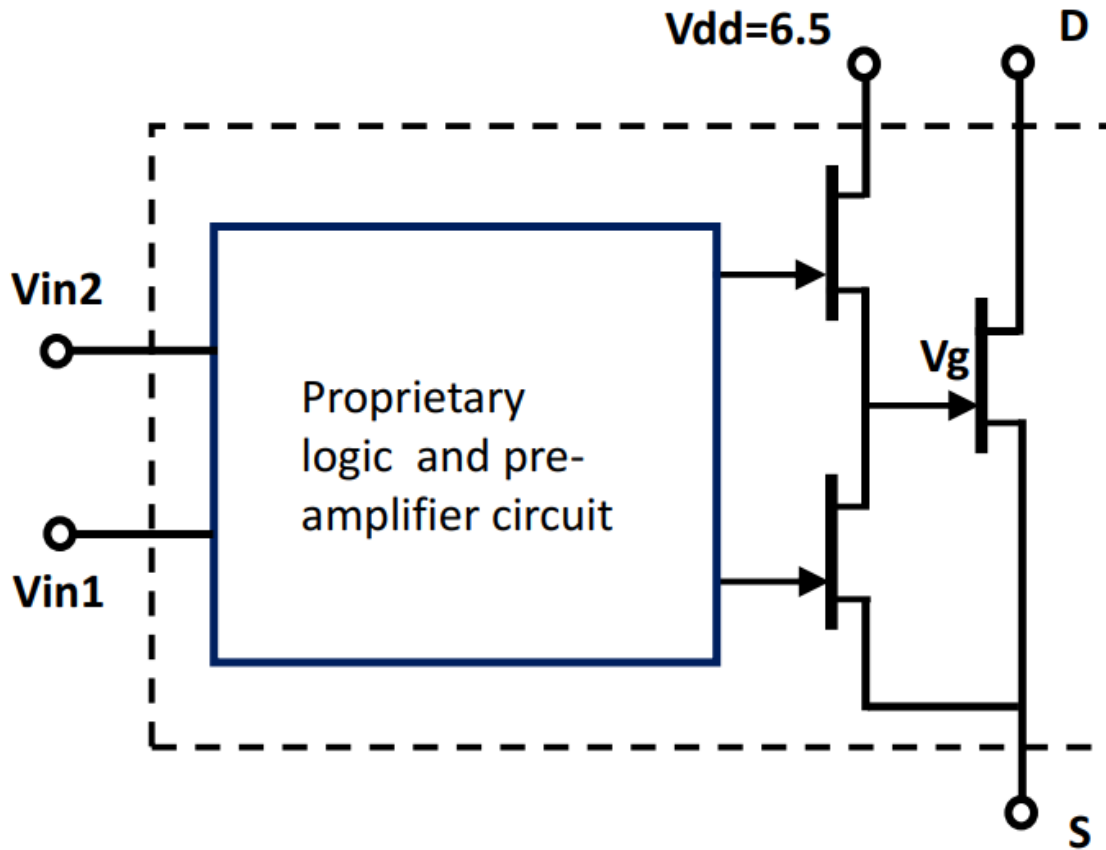 Vdd=6.5
D
Vin2
Vg
Proprietary
logic  and pre-
amplifier circuit
Vin1
S